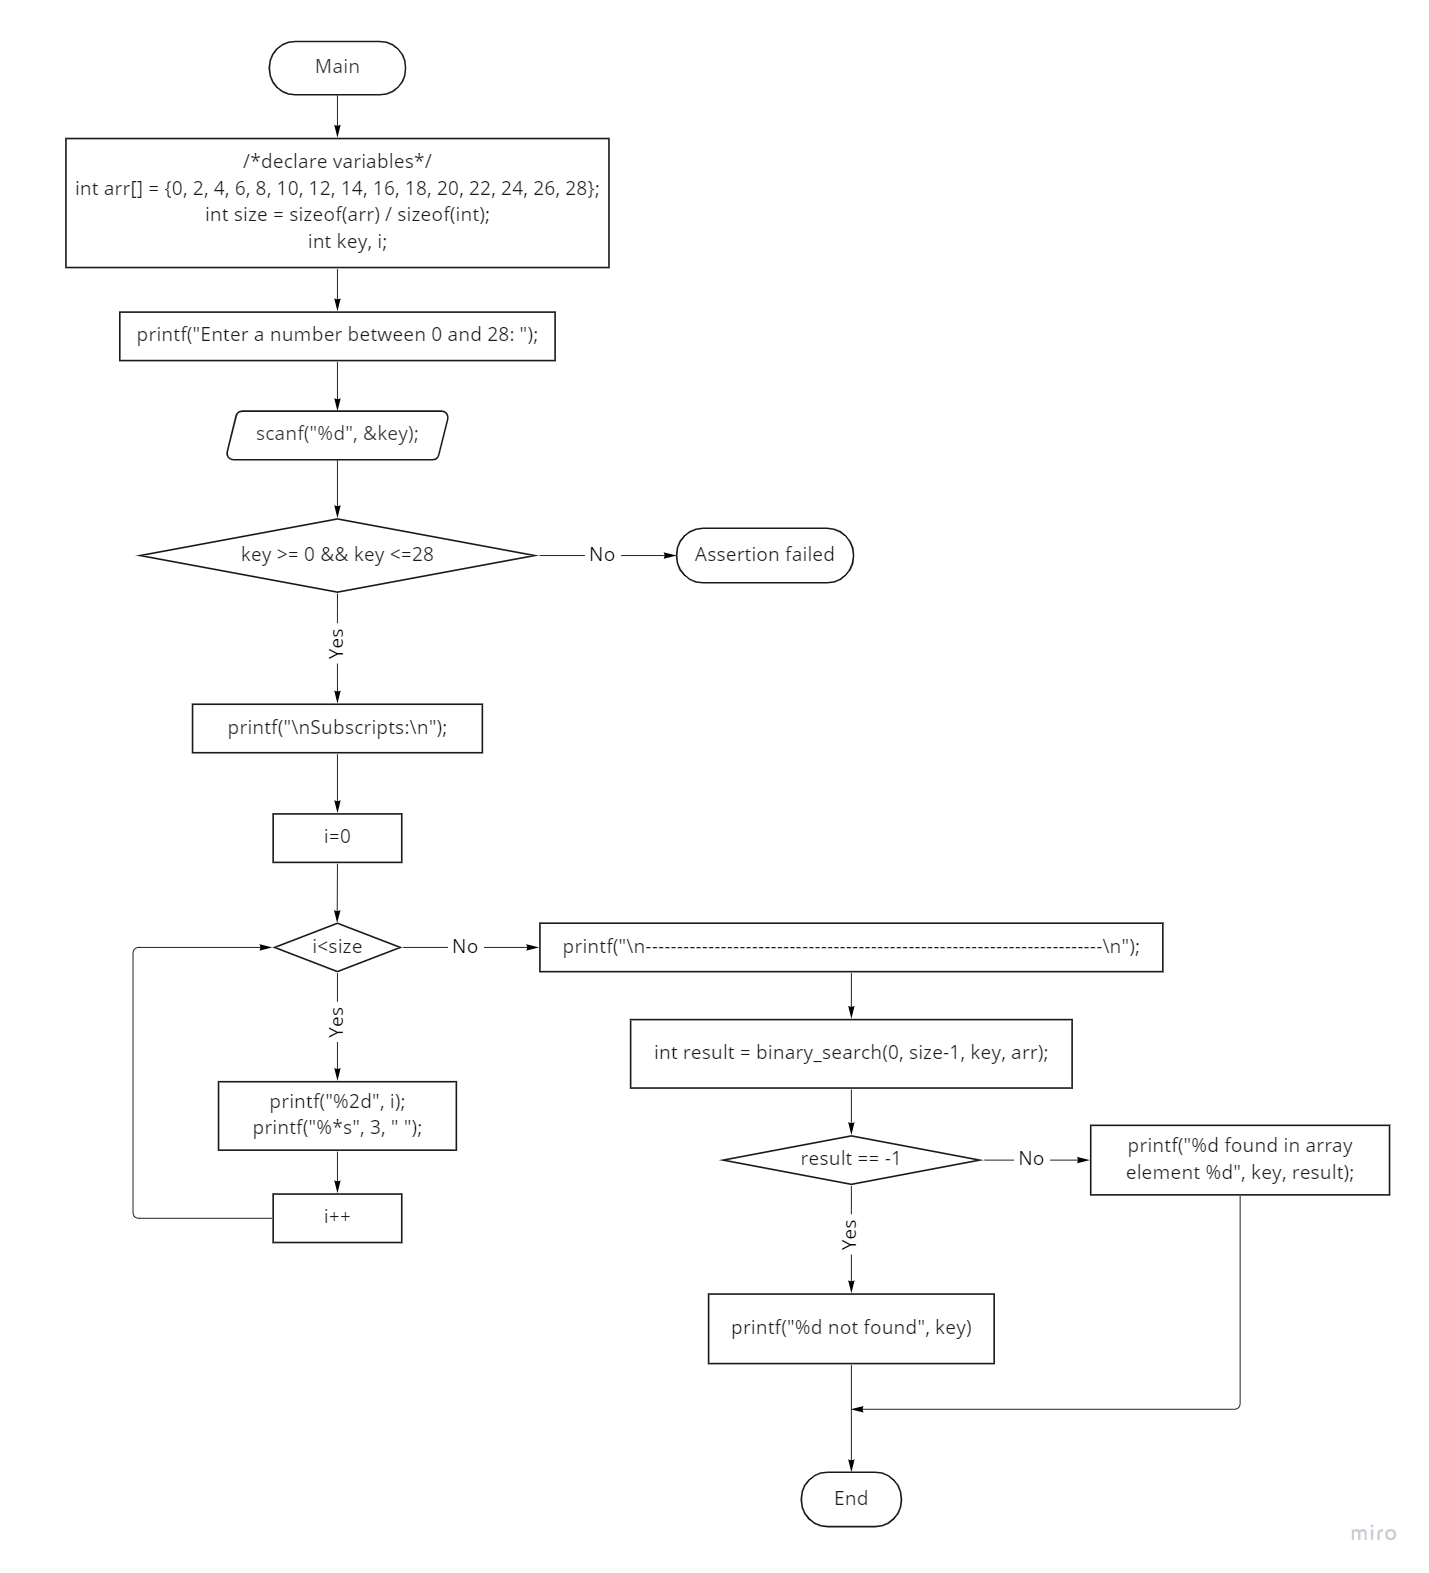 Main
/*declare variables*/
int arr[] = {0, 2, 4, 6, 8, 10, 12, 14, 16, 18, 20, 22, 24, 26, 28};
int size = sizeof(arr) / sizeof(int);
int key, i;
printf("Enter a number between 0 and 28: ");
scanf("%d", &key);
key >= 0 && key <=28
No
Assertion failed
Yes
printf("\nSubscripts:\n");
i=0
i<size
No
printf("\n-------------------------------------------------------------------------\n");
Yes
int result = binary_search(0, size-1, key, arr);
printf("%2d", i);
printf("%*s", 3, " ");
i++
result == -1
No
printf("%d found in array
element %d", key, result);
Yes
printf("%d not found", key)
End
miro